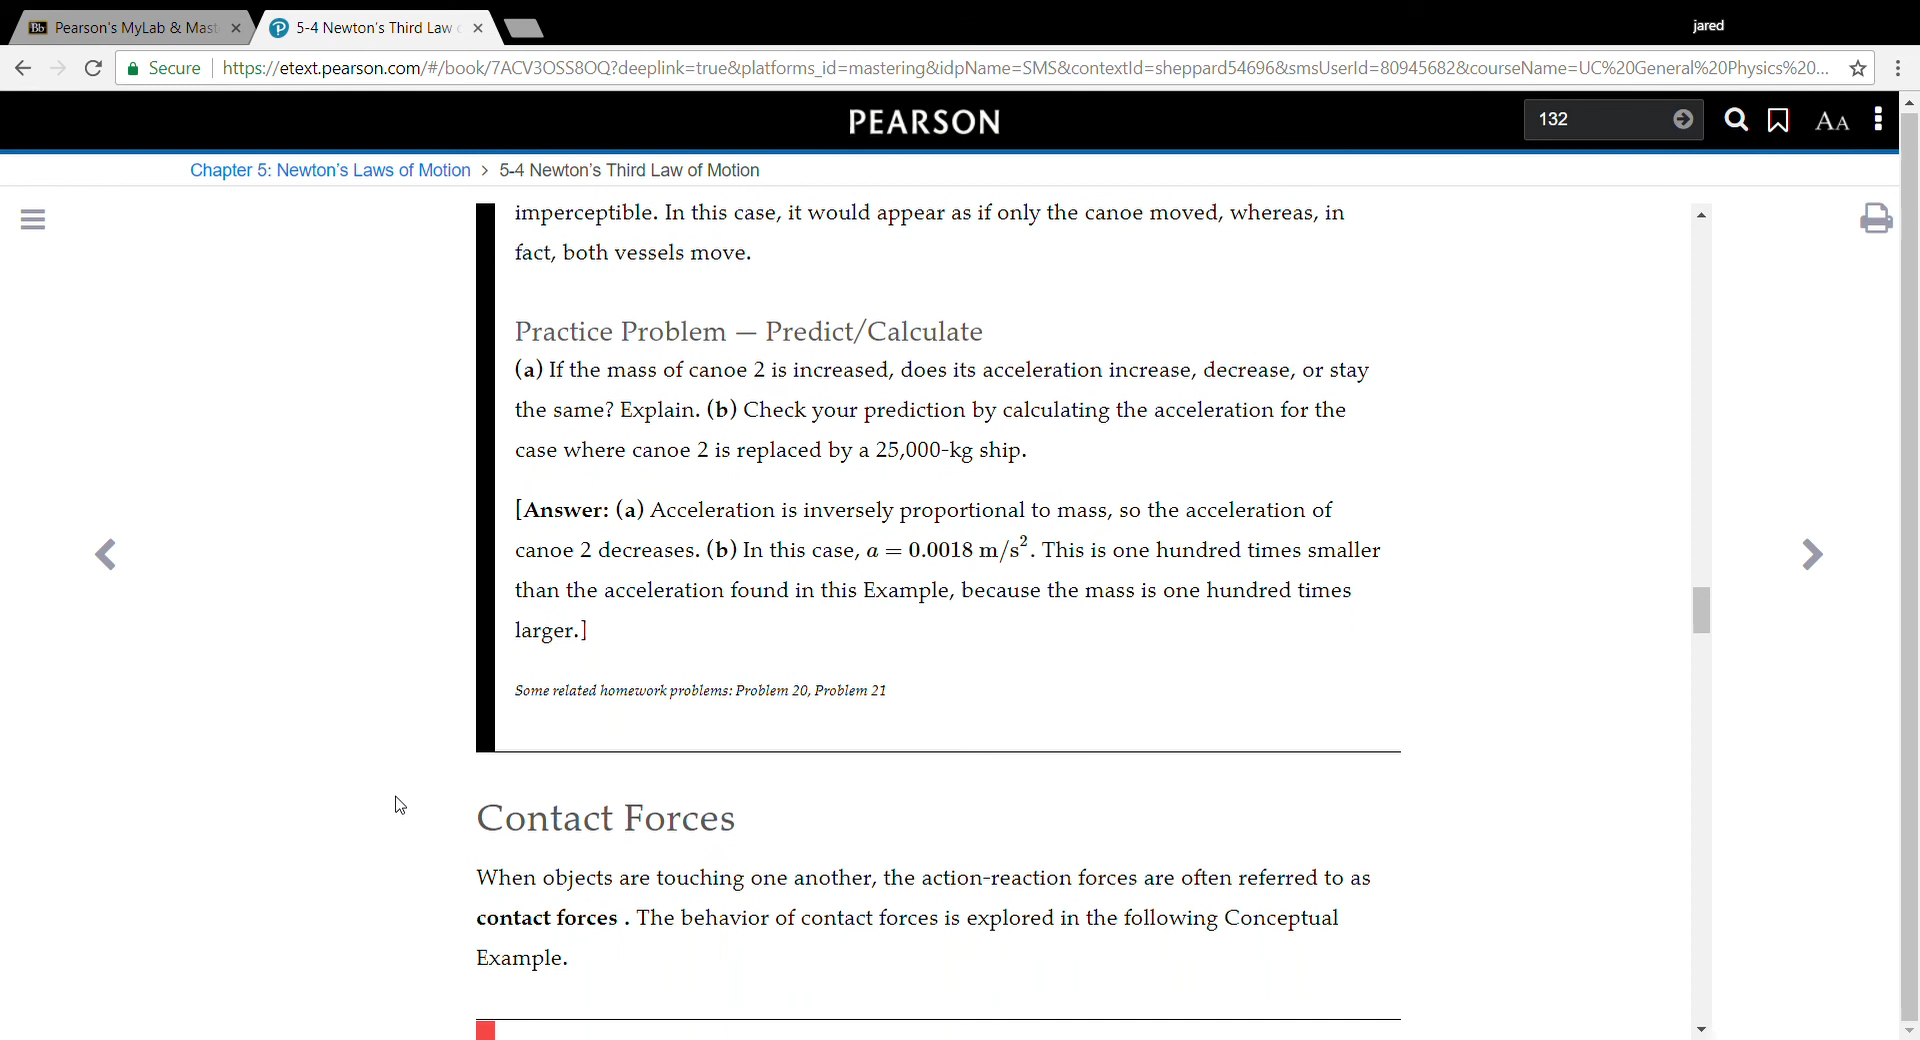 Pearson's MyLab & Mast
5-4 Newton's Third Law
jared
Secure
https://etext.pearson.com/#/book/7ACV3OSS8OQ?deeplink=true&platforms_id=mastering&idpName=SMS&contextId=sheppard54696&smsUserId=80945682&courseName=UC%20General%20Physics%20...
PEARSON
132
AA
Chapter 5: Newton's Laws of Motion > 5-4 Newton's Third Law of Motion
imperceptible. In this case, it would appear as if only the canoe moved, whereas, in
fact, both vessels move.
Practice Problem — Predict/Calculate
(a) If the mass of canoe 2 is increased, does its acceleration increase, decrease, or stay
the same? Explain. (b) Check your prediction by calculating the acceleration for the
case where canoe 2 is replaced by a 25,000-kg ship.
[Answer: (a) Acceleration is inversely proportional to mass, so the acceleration of
canoe 2 decreases. (b) In this case, a = 0.0018 m/s². This is one hundred times smaller
than the acceleration found in this Example, because the mass is one hundred times
larger.]
Some related homework problems: Problem 20, Problem 21
Contact Forces
When objects are touching one another, the action-reaction forces are often referred to as
contact forces . The behavior of contact forces is explored in the following Conceptual
Example.